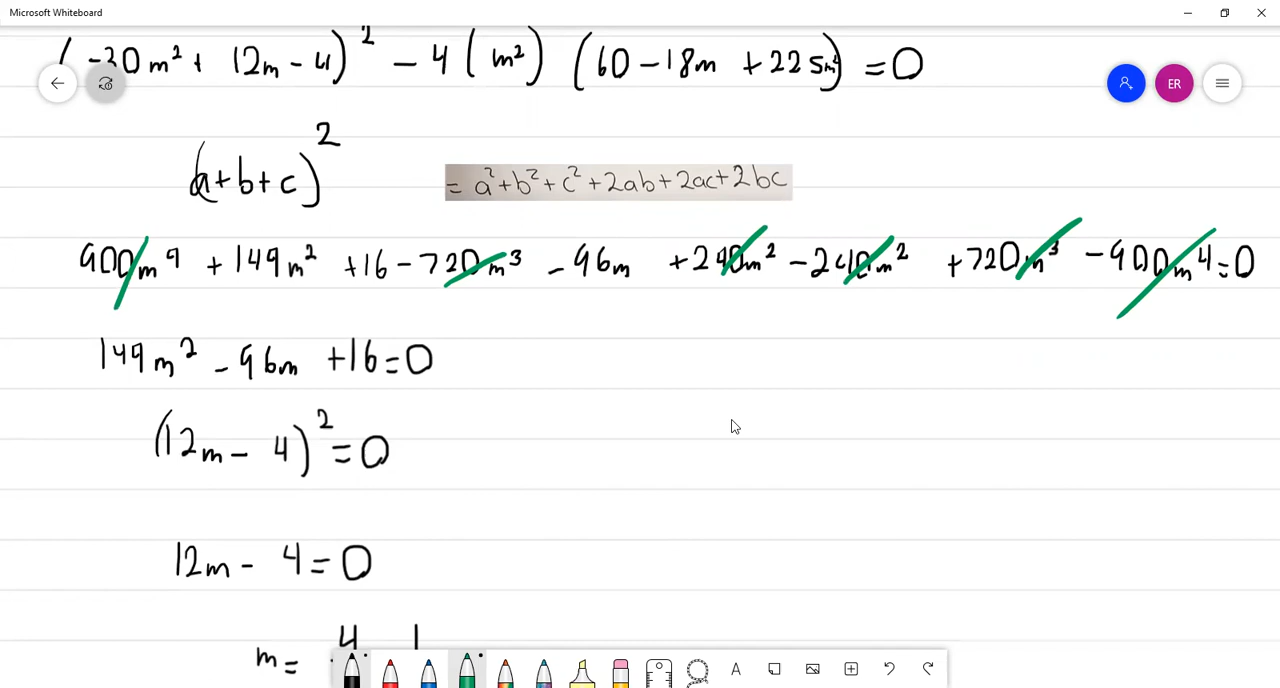 Microsoft Whiteboard
(-30m² + 12m - 4)² - 4(m²) (60 - 18m + 225m²) = 0
ER
(a+b+c)² = a²+b²+c²+2ab+2ac+2bc
900m⁴ + 149m² + 16 - 720m³ - 96m + 240m² - 240m² + 720m³ - 900m⁴ = 0
149m² - 96m + 16 = 0
(12m - 4)² = 0
12m - 4 = 0
m = 4 1
A